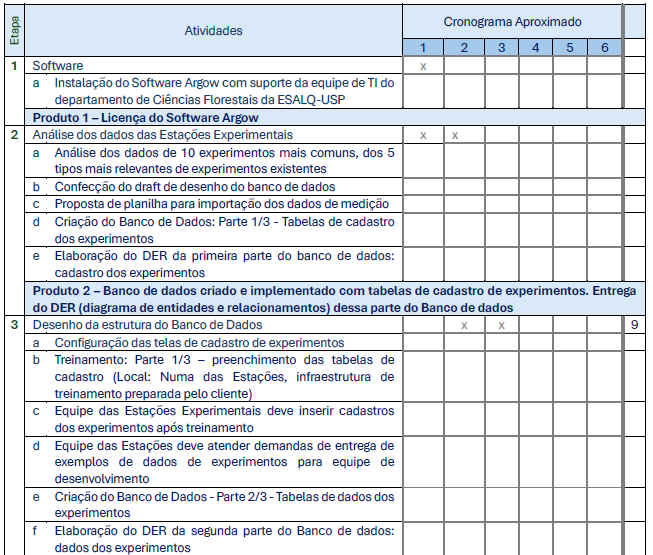 Etapa Atividades Cronograma Aproximado
1 2 3 4 5 6
1 Software x
a Instalação do Software Argow com suporte da equipe de TI do
departamento de Ciências Florestais da ESALQ-USP
Produto 1 – Licença do Software Argow
2 Análise dos dados das Estações Experimentais x x
a Análise dos dados de 10 experimentos mais comuns, dos 5
tipos mais relevantes de experimentos existentes
b Confecção do draft de desenho do banco de dados
c Proposta de planilha para importação dos dados de medição
d Criação do Banco de Dados: Parte 1/3 - Tabelas de cadastro
dos experimentos
e Elaboração do DER da primeira parte do banco de dados:
cadastro dos experimentos
Produto 2 – Banco de dados criado e implementado com tabelas de cadastro de experimentos. Entrega
do DER (diagrama de entidades e relacionamentos) dessa parte do Banco de dados
3 Desenho da estrutura do Banco de Dados x x 9
a Configuração das telas de cadastro de experimentos
b Treinamento: Parte 1/3 – preenchimento das tabelas de
cadastro (Local: Numa das Estações, infraestrutura de
treinamento preparada pelo cliente)
c Equipe das Estações Experimentais deve inserir cadastros
dos experimentos após treinamento
d Equipe das Estações deve atender demandas de entrega de
exemplos de dados de experimentos para equipe de
desenvolvimento
e Criação do Banco de Dados - Parte 2/3 - Tabelas de dados dos
experimentos
f Elaboração do DER da segunda parte do Banco de dados:
dados dos experimentos